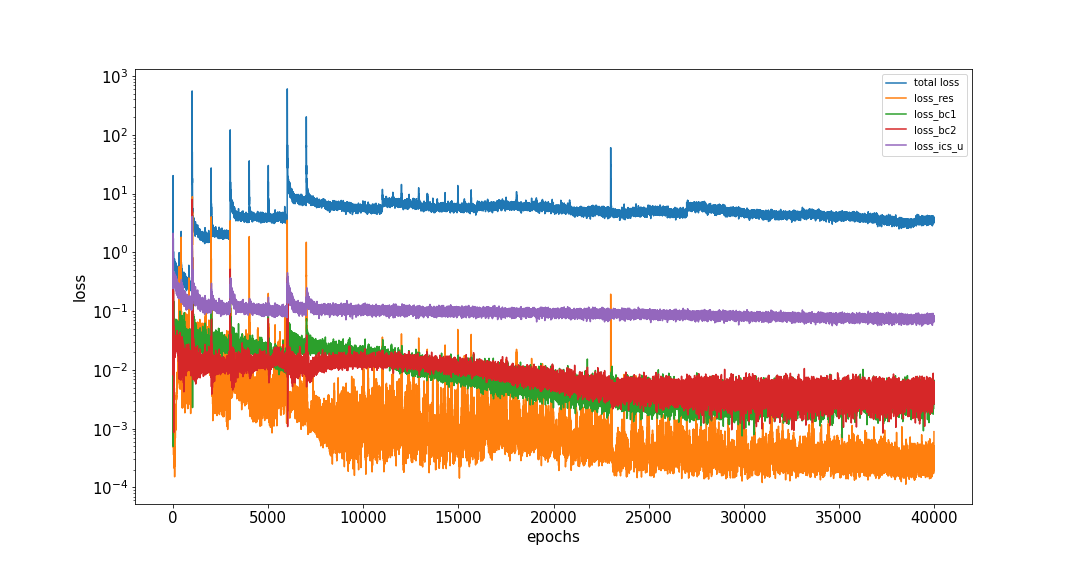 10³
10²
10¹
10⁰
10⁻¹
10⁻²
10⁻³
10⁻⁴
loss
total loss
loss_res
loss_bc1
loss_bc2
loss_ics_u
0 5000 10000 15000 20000 25000 30000 35000 40000
epochs